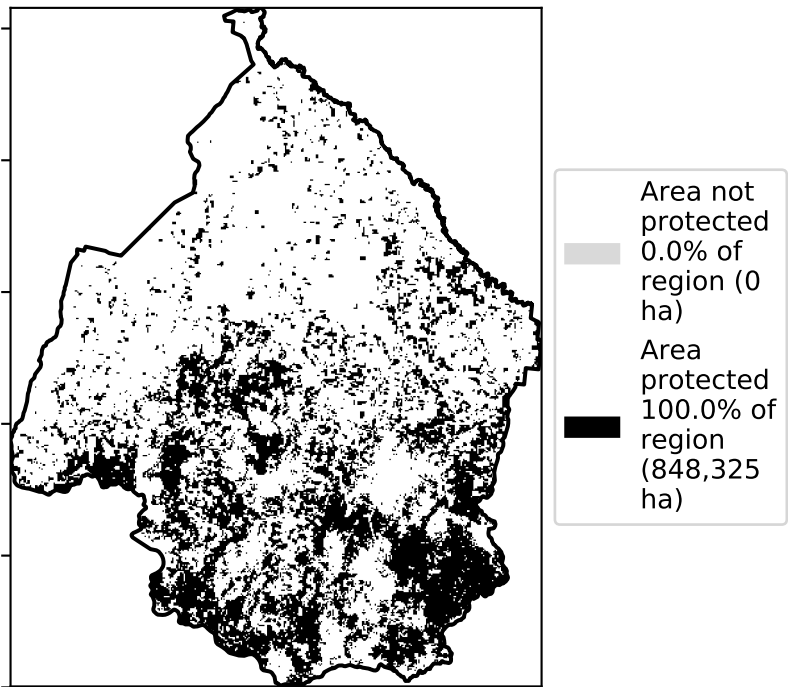 Area not
protected
0.0% of
region (0
ha)
Area
protected
100.0% of
region
(848,325
ha)